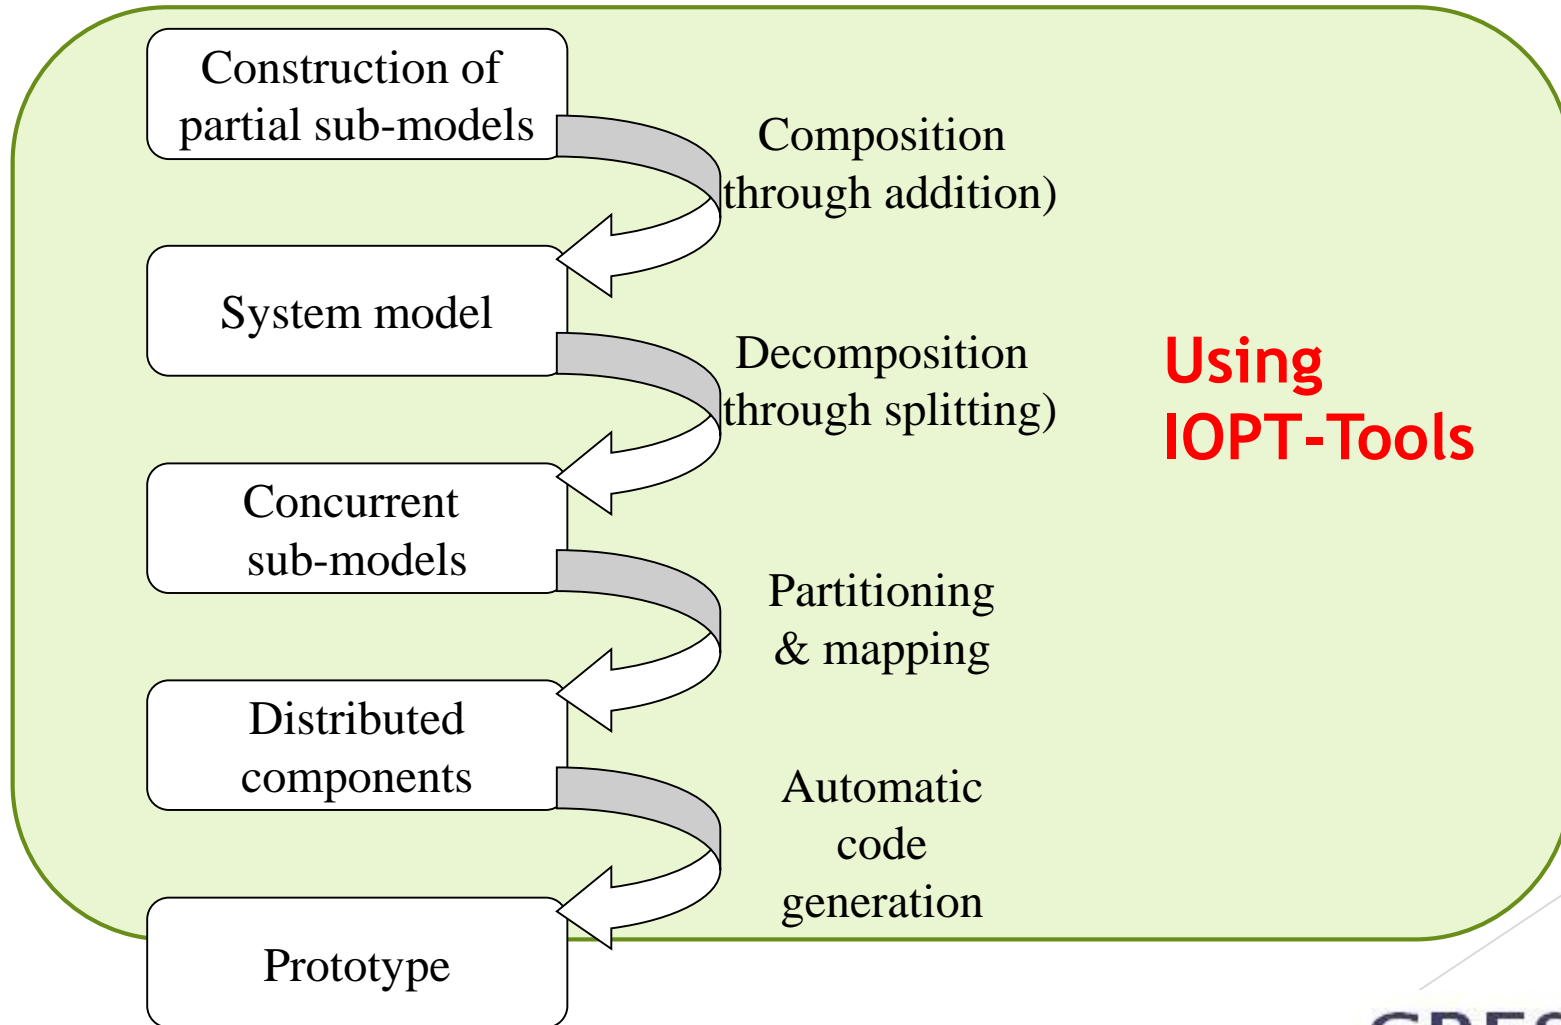 Construction of
partial sub-models
Composition
through addition)
System model
Decomposition
through splitting)
Using
IOPT-Tools
Concurrent
sub-models
Partitioning
& mapping
Distributed
components
Automatic
code
generation
Prototype